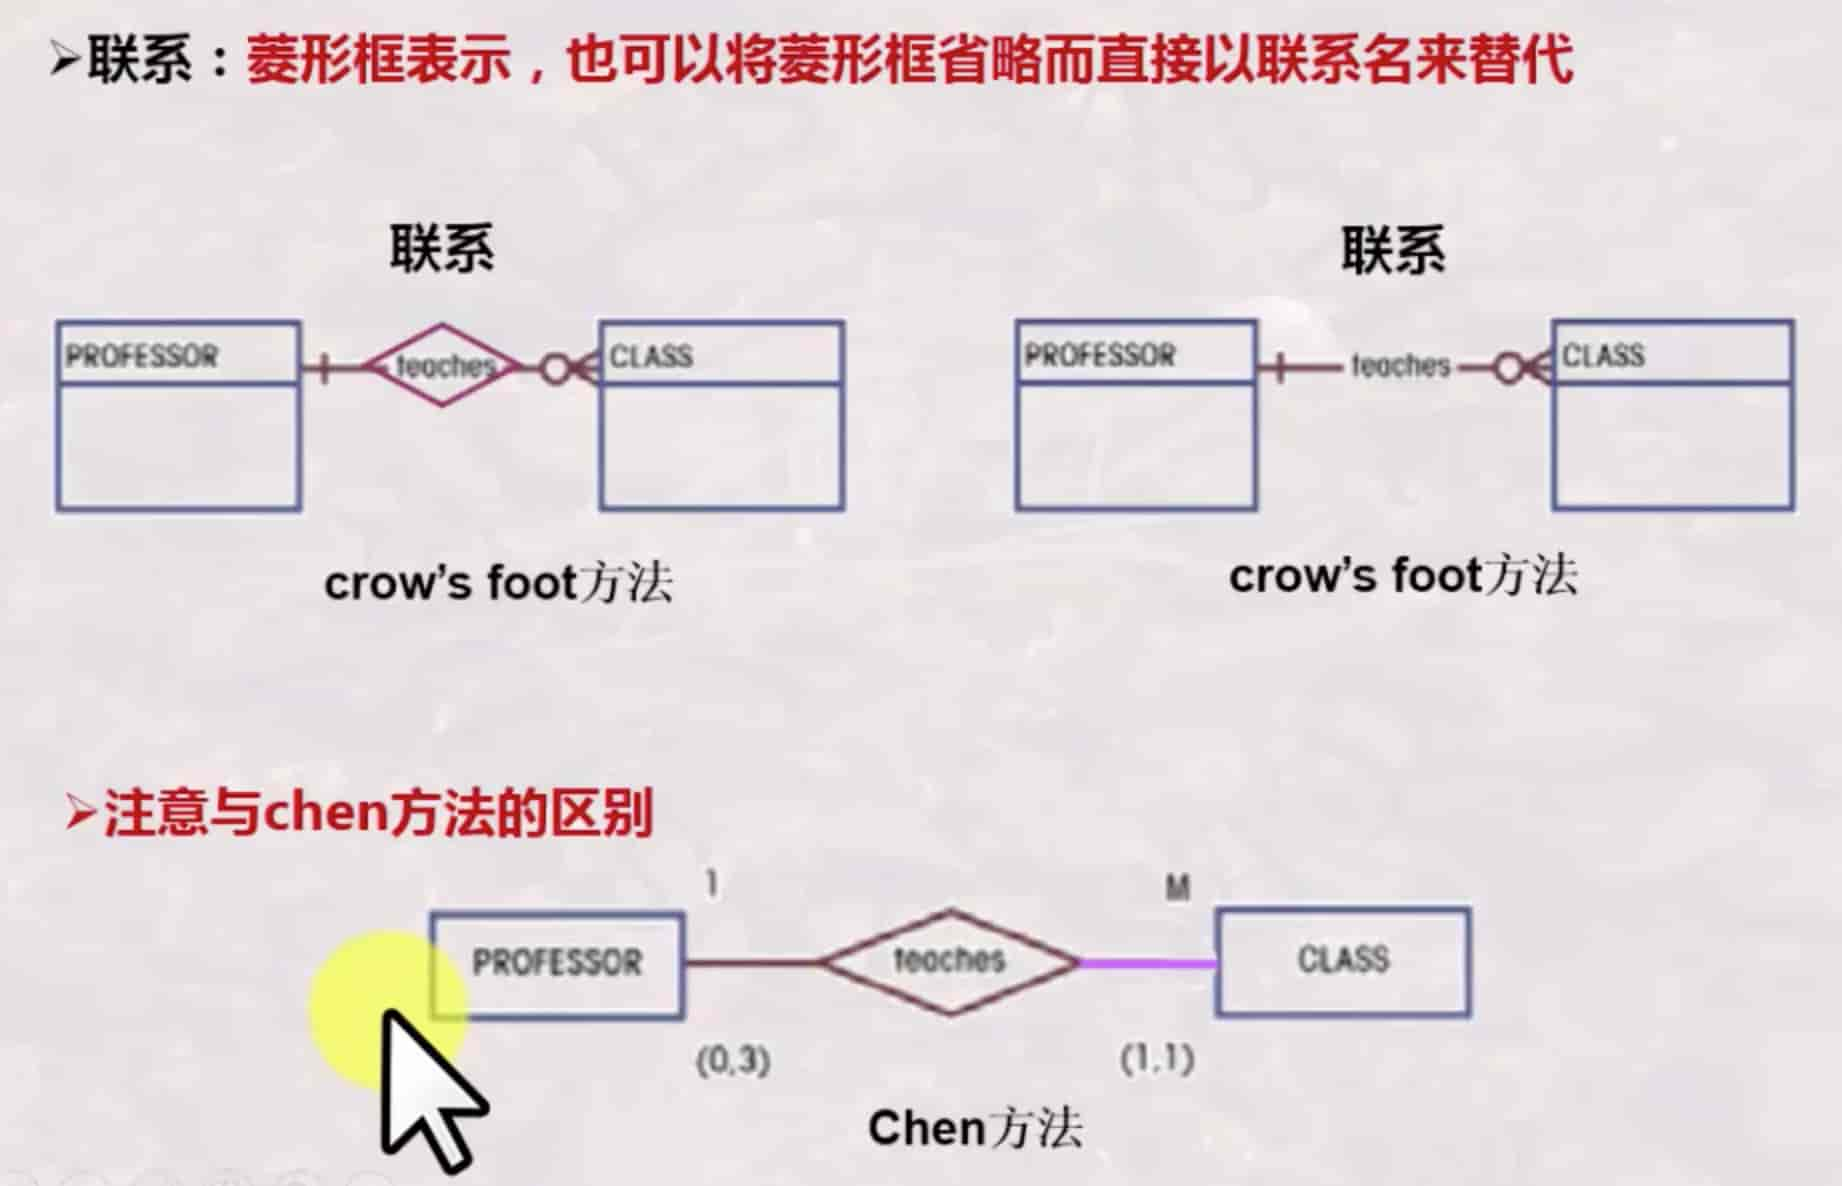 ➢联系：菱形框表示，也可以将菱形框省略而直接以联系名来替代
联系
联系
PROFESSOR
teaches
CLASS
PROFESSOR
teaches
CLASS
crow’s foot方法
crow’s foot方法
➢注意与chen方法的区别
1
M
PROFESSOR
teaches
CLASS
(0,3)
(1,1)
Chen方法